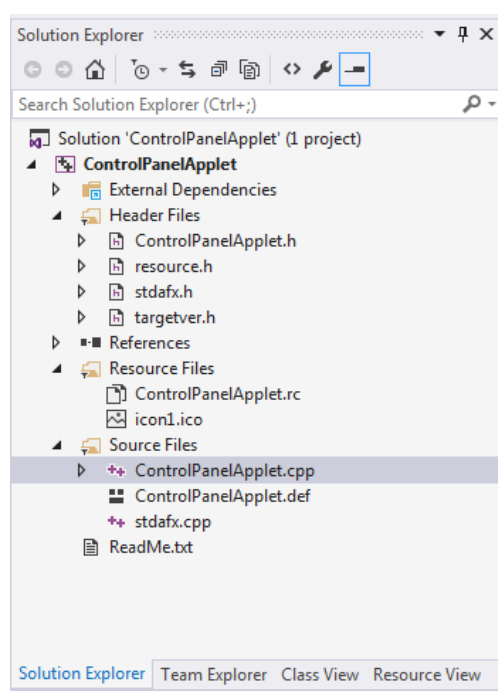 Solution Explorer
Search Solution Explorer (Ctrl+;)
Solution 'ControlPanelApplet' (1 project)
ControlPanelApplet
External Dependencies
Header Files
ControlPanelApplet.h
resource.h
stdafx.h
targetver.h
References
Resource Files
ControlPanelApplet.rc
icon1.ico
Source Files
ControlPanelApplet.cpp
ControlPanelApplet.def
stdafx.cpp
ReadMe.txt
Solution Explorer Team Explorer Class View Resource View